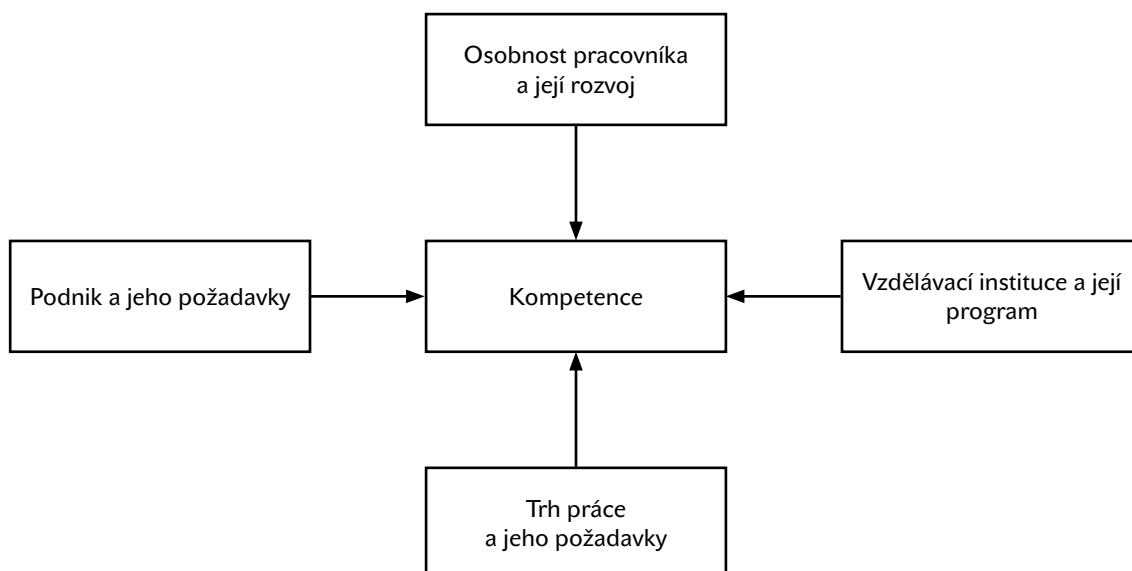 Osobnost pracovníka
a její rozvoj
Podnik a jeho požadavky
Kompetence
Vzdělávací instituce a její
program
Trh práce
a jeho požadavky